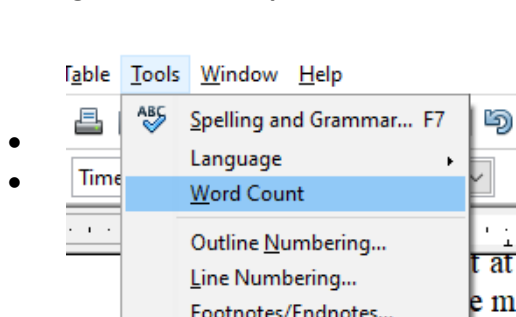 Table Tools Window Help
ABC Spelling and Grammar... F7
Language
Time
Word Count
Outline Numbering...
t at
Line Numbering...
e m
Footnotes/Endnotes...